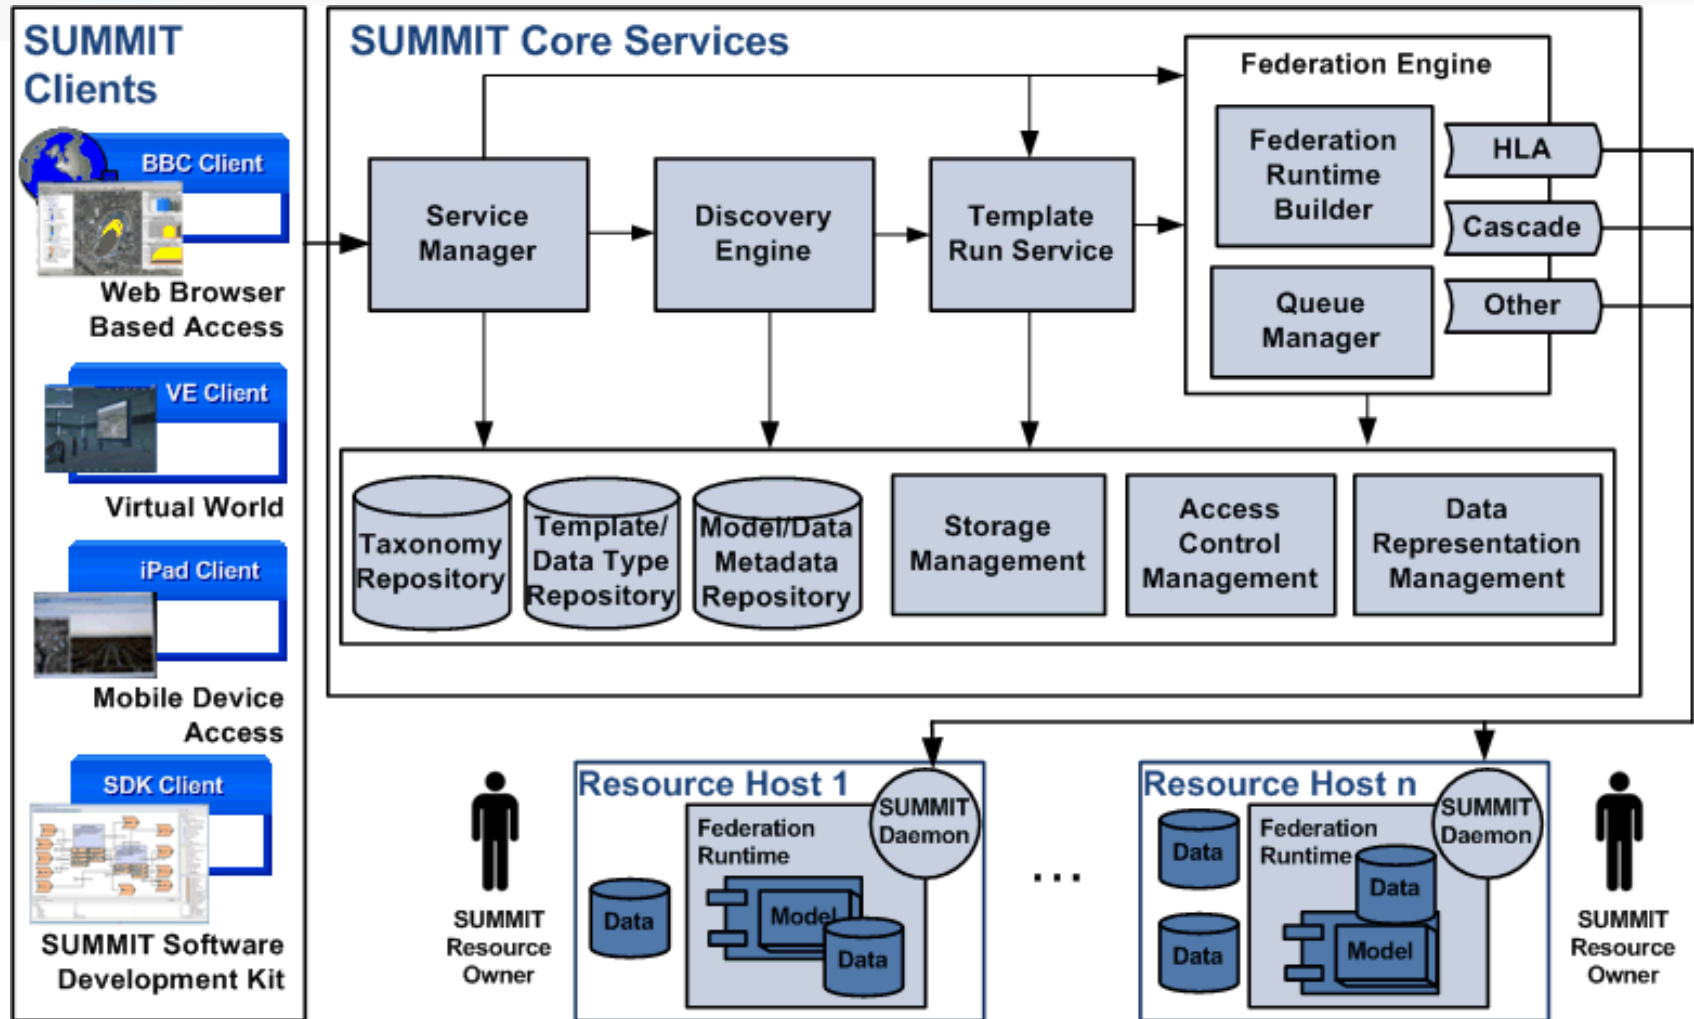 SUMMIT
Clients
BBC Client
Web Browser
Based Access
VE Client
Virtual World
iPad Client
Mobile Device
Access
SDK Client
SUMMIT Software
Development Kit
SUMMIT Core Services
Service
Manager
Discovery
Engine
Template
Run Service
Federation Engine
Federation
Runtime
Builder
Queue
Manager
HLA
Cascade
Other
Taxonomy
Repository
Template/
Data Type
Repository
Model/Data
Metadata
Repository
Storage
Management
Access
Control
Management
Data
Representation
Management
SUMMIT
Resource
Owner
Resource Host 1
SUMMIT
Daemon
Federation
Runtime
Data
Model
Data
...
Resource Host n
SUMMIT
Daemon
Federation
Runtime
Data
Data
Data
Model
SUMMIT
Resource
Owner